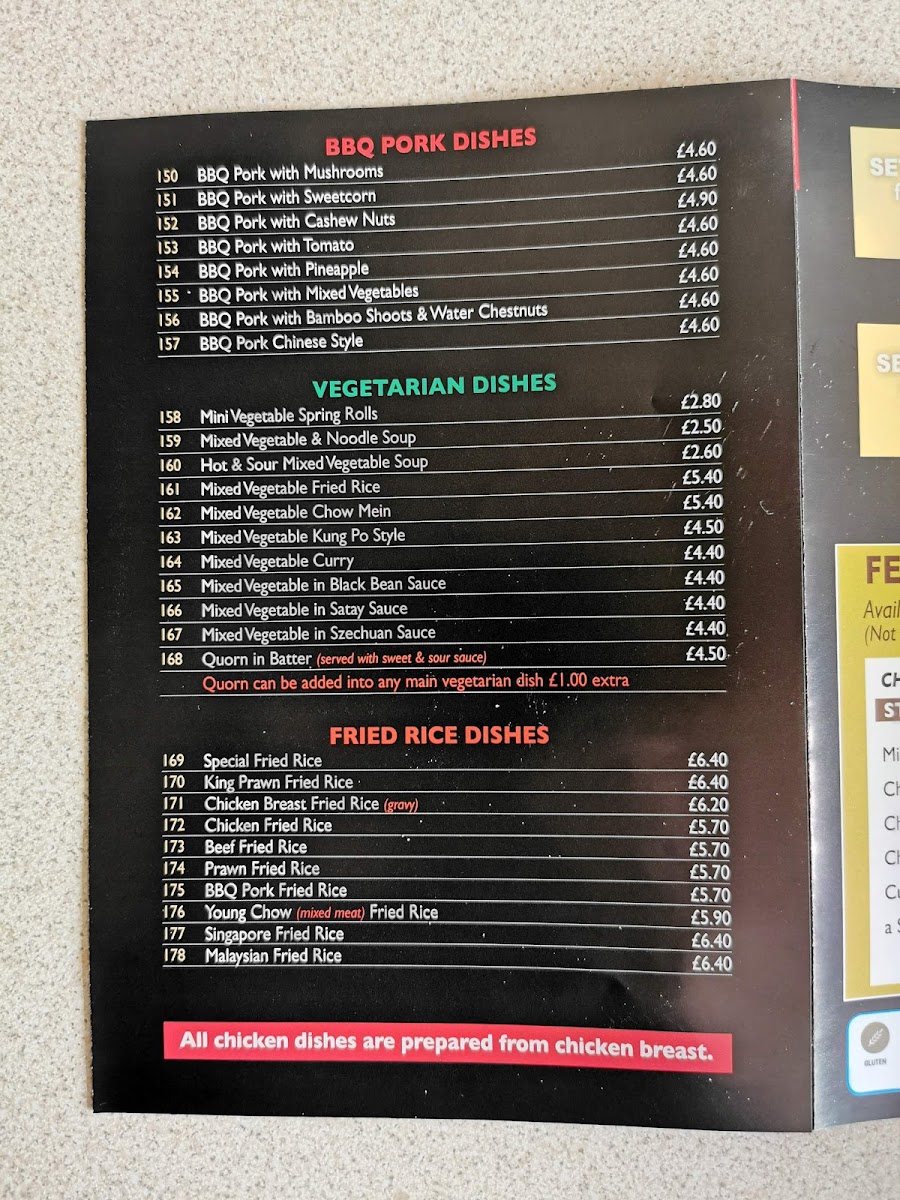 BBQ PORK DISHES
150 BBQ Pork with Mushrooms £4.60
151 BBQ Pork with Sweetcorn £4.60
152 BBQ Pork with Cashew Nuts £4.90
153 BBQ Pork with Tomato £4.60
154 BBQ Pork with Pineapple £4.60
155 BBQ Pork with Mixed Vegetables £4.60
156 BBQ Pork with Bamboo Shoots & Water Chestnuts £4.60
157 BBQ Pork Chinese Style £4.60
VEGETARIAN DISHES
158 Mini Vegetable Spring Rolls £2.80
159 Mixed Vegetable & Noodle Soup £2.50
160 Hot & Sour Mixed Vegetable Soup £2.60
161 Mixed Vegetable Fried Rice £5.40
162 Mixed Vegetable Chow Mein £5.40
163 Mixed Vegetable Kung Po Style £4.50
164 Mixed Vegetable Curry £4.40
165 Mixed Vegetable in Black Bean Sauce £4.40
166 Mixed Vegetable in Satay Sauce £4.40
167 Mixed Vegetable in Szechuan Sauce £4.40
168 Quorn in Batter (served with sweet & sour sauce) £4.50
Quorn can be added into any main vegetarian dish £1.00 extra
FRIED RICE DISHES
169 Special Fried Rice £6.40
170 King Prawn Fried Rice £6.40
171 Chicken Breast Fried Rice (gravy) £6.20
172 Chicken Fried Rice £5.70
173 Beef Fried Rice £5.70
174 Prawn Fried Rice £5.70
175 BBQ Pork Fried Rice £5.70
176 Young Chow (mixed meat) Fried Rice £5.90
177 Singapore Fried Rice £6.40
178 Malaysian Fried Rice £6.40
All chicken dishes are prepared from chicken breast.
(Not
a
GLUTEN